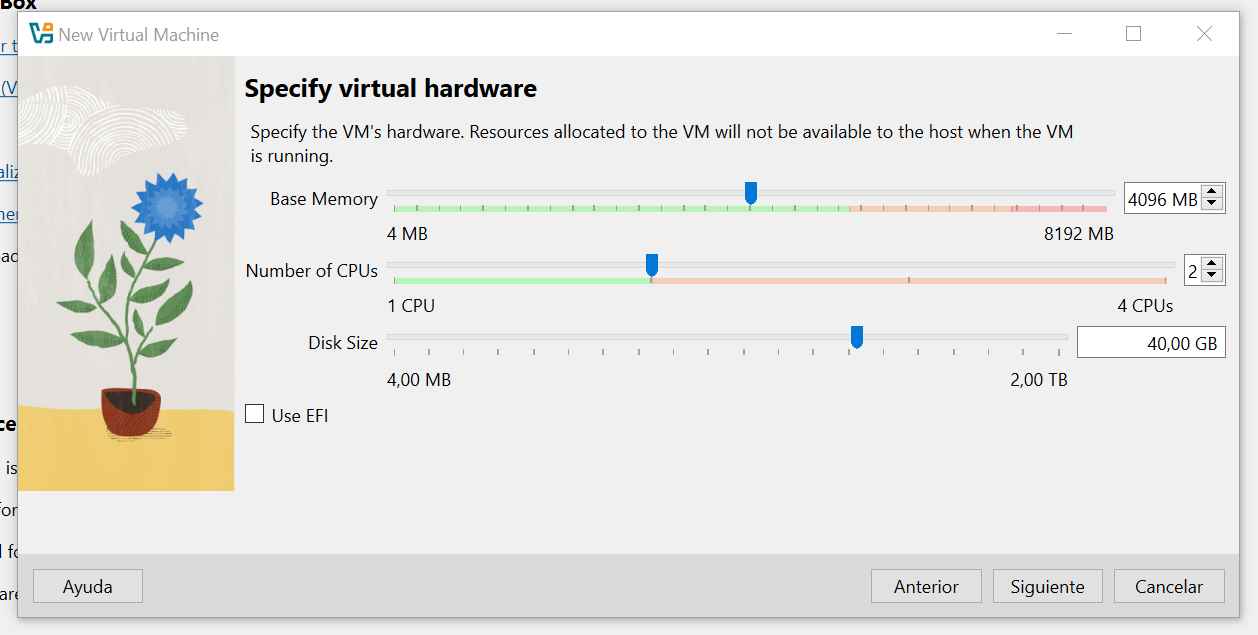 Box
New Virtual Machine
Specify virtual hardware
Specify the VM's hardware. Resources allocated to the VM will not be available to the host when the VM
is running.
Base Memory
4096 MB
4 MB
8192 MB
Number of CPUs
2
1 CPU
4 CPUs
Disk Size
40,00 GB
4,00 MB
2,00 TB
Use EFI
is
Ayuda
Anterior
Siguiente
Cancelar